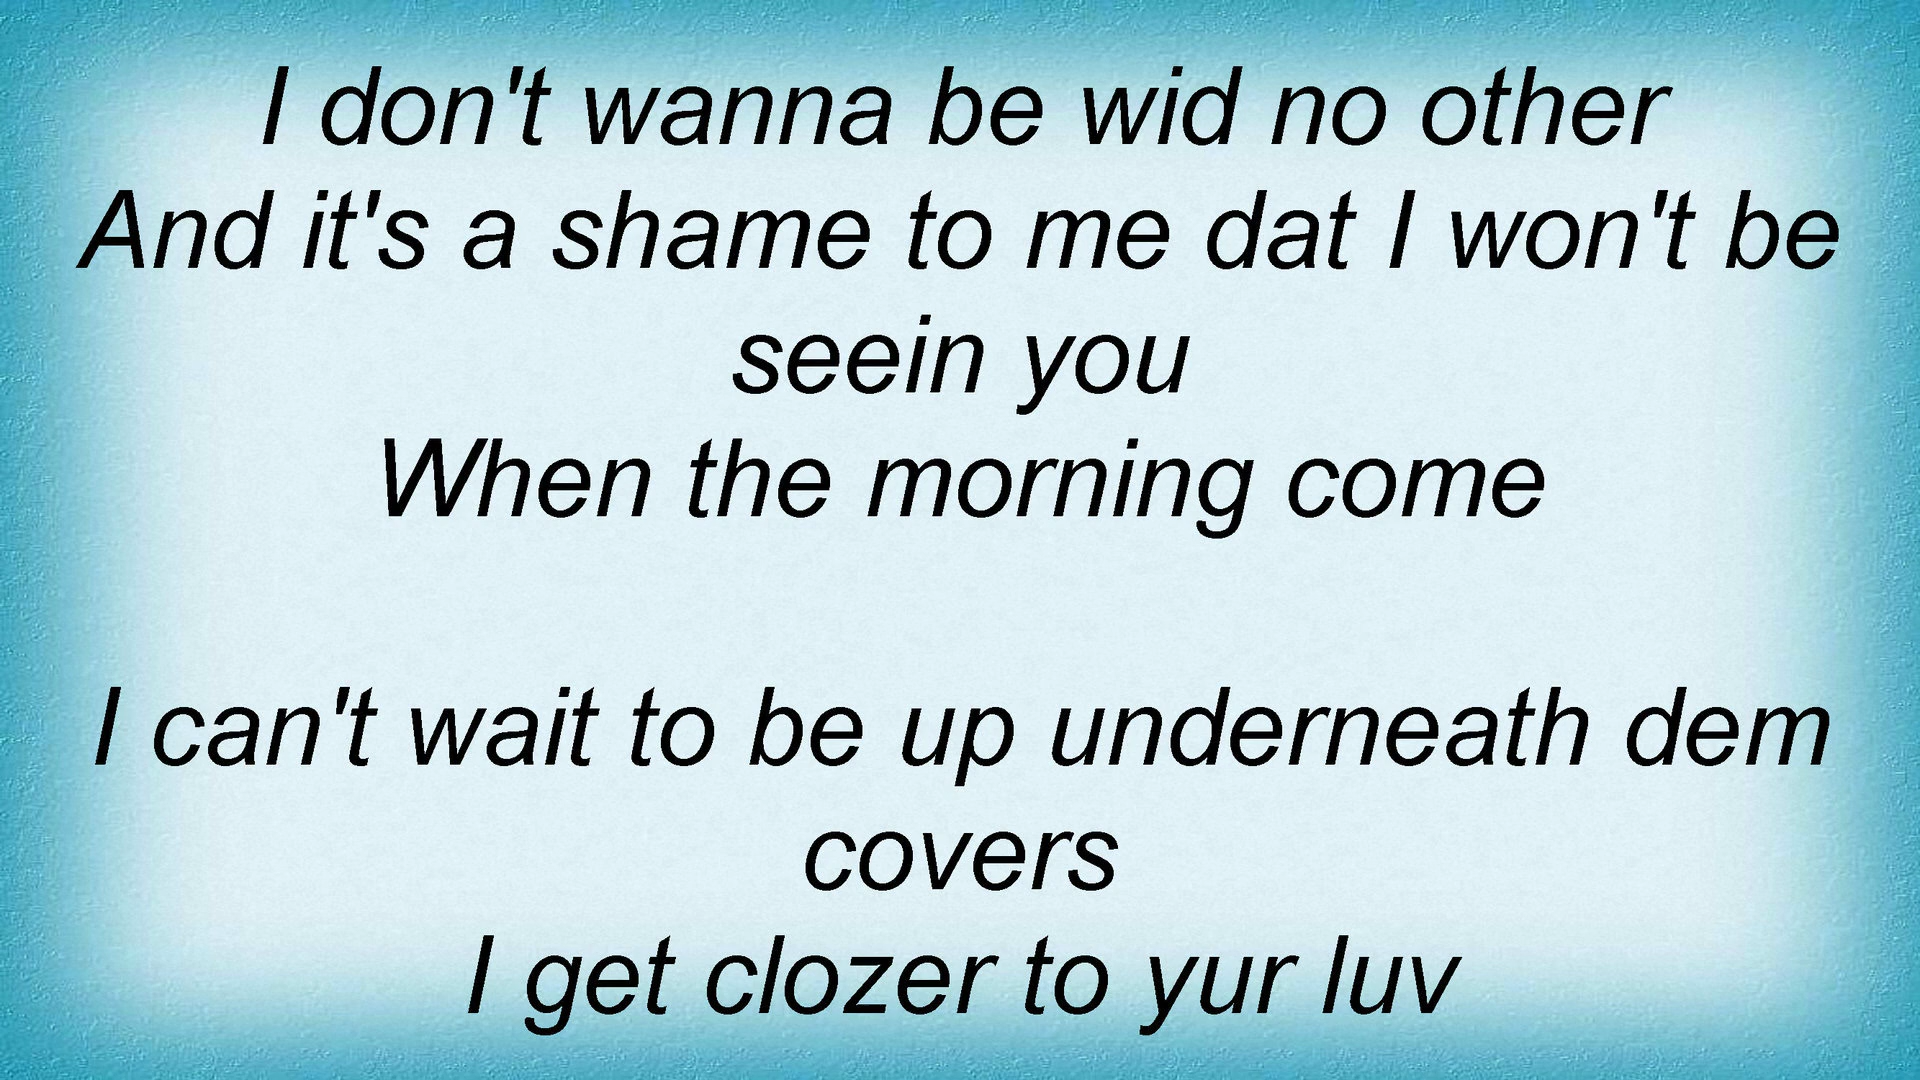 I don't wanna be wid no other
And it's a shame to me dat I won't be
seein you
When the morning come
I can't wait to be up underneath dem
covers
I get clozer to yur luv